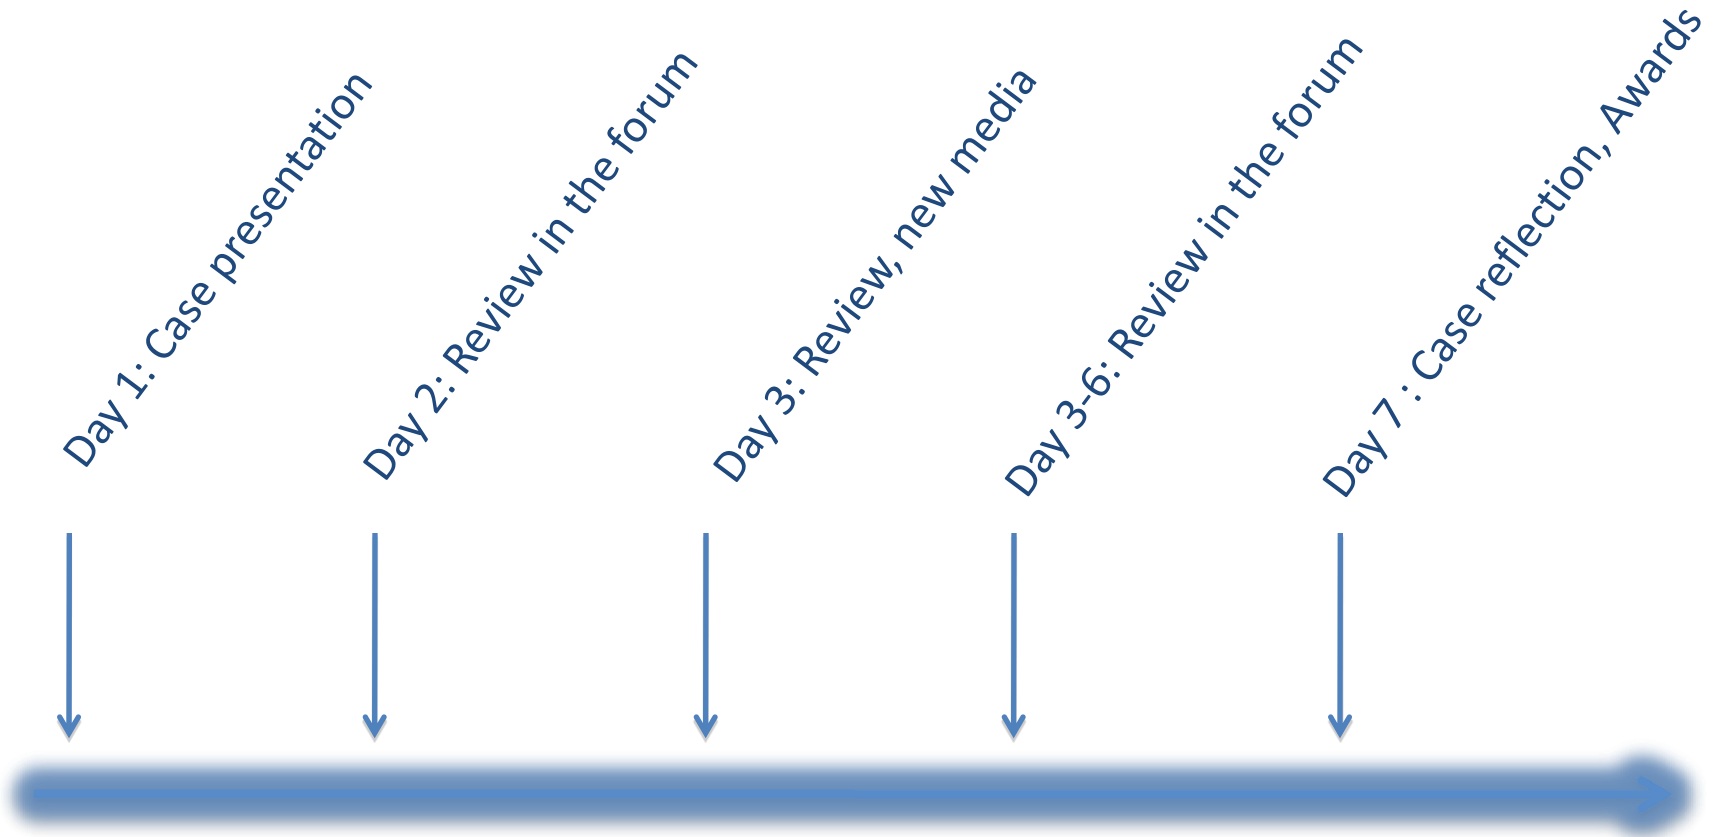 Day 1: Case presentation
Day 2: Review in the forum
Day 3: Review, new media
Day 3-6: Review in the forum
Day 7 : Case reflection, Awards